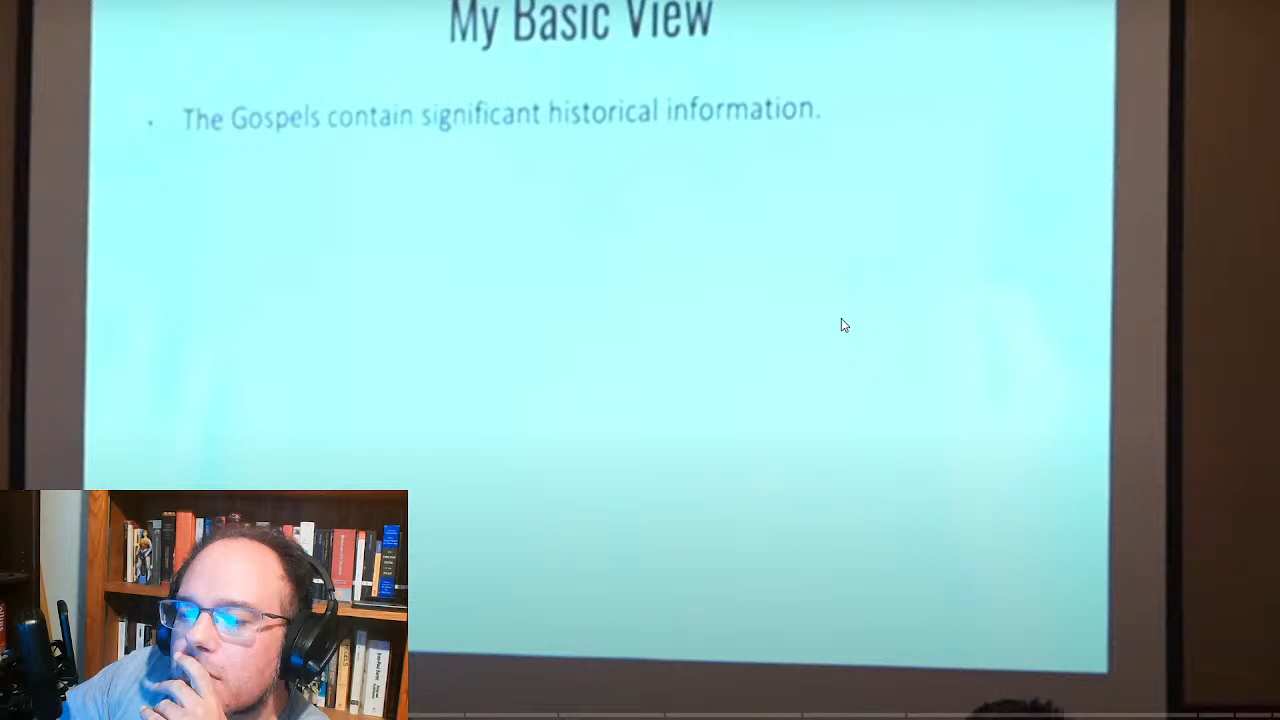 My Basic View
· The Gospels contain significant historical information.